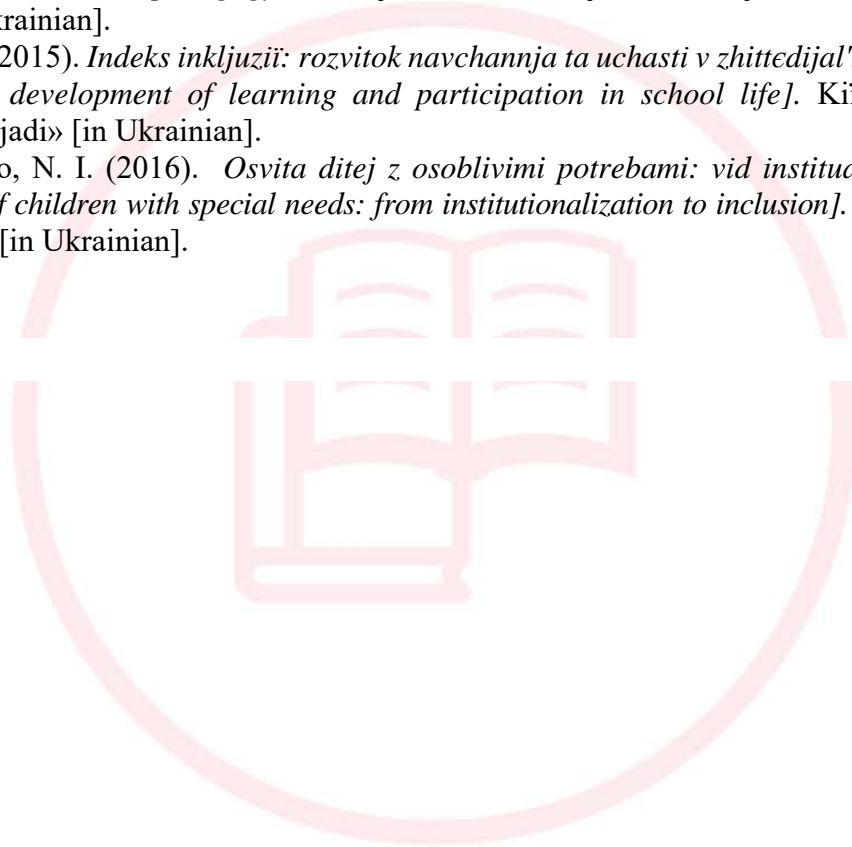 krainian].
2015). Indeks inkljuziї: rozvitok navchannja ta uchasti v zhittєdijal'
development of learning and participation in school life]. Kiї
jadi» [in Ukrainian].
o, N. I. (2016). Osvita ditej z osoblivimi potrebami: vid instituc
f children with special needs: from institutionalization to inclusion].
[in Ukrainian].